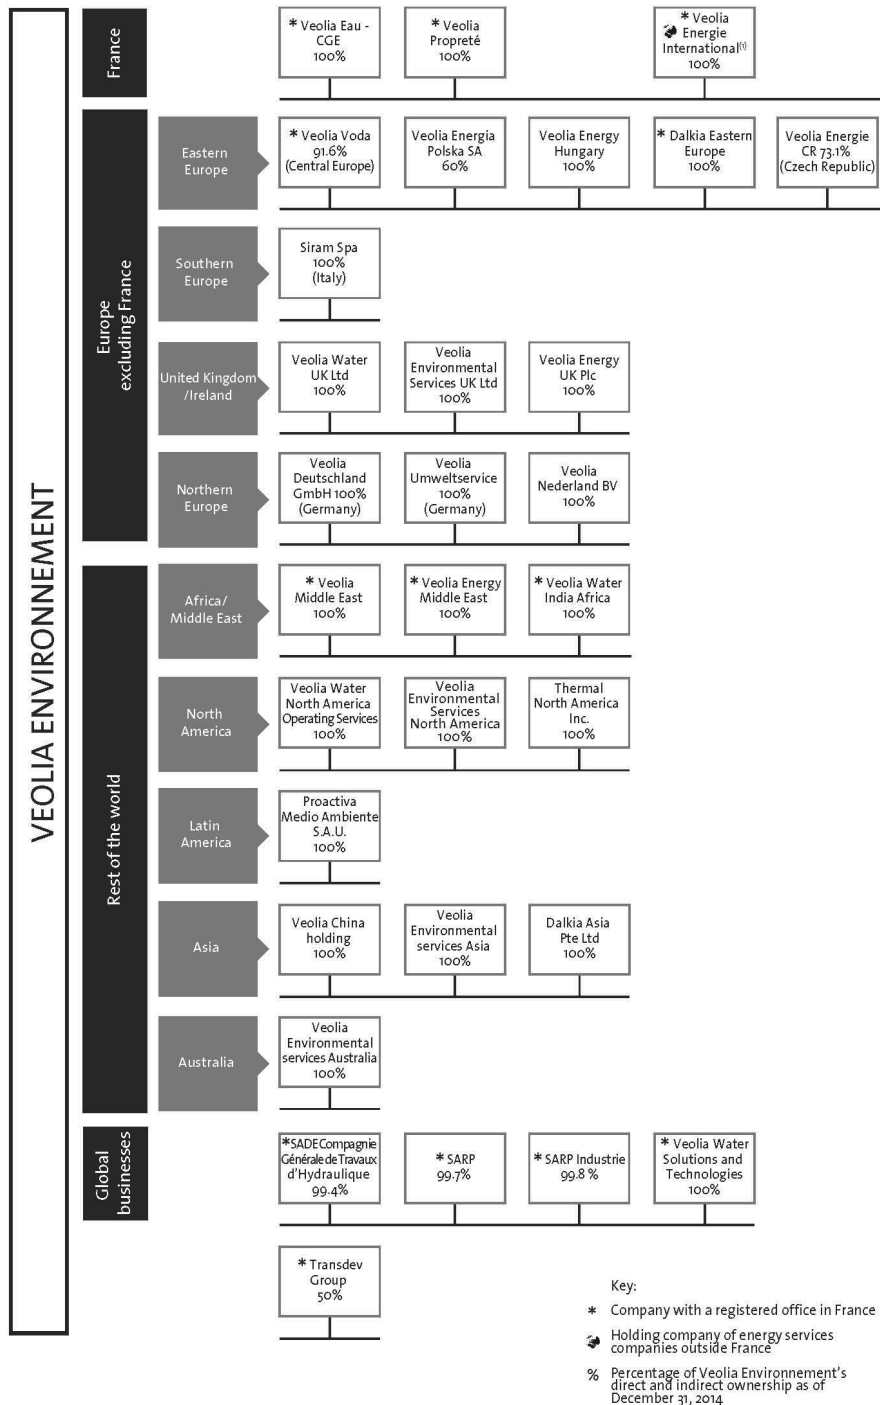 VEOLIA ENVIRONNEMENT
France
* Veolia Eau -
CGE
100%
* Veolia
Propreté
100%
* Veolia
Energie
International(1)
100%
Europe
excluding France
Eastern
Europe
* Veolia Voda
91.6%
(Central Europe)
Veolia Energia
Polska SA
60%
Veolia Energy
Hungary
100%
* Dalkia Eastern
Europe
100%
Veolia Energie
CR 73.1%
(Czech Republic)
Southern
Europe
Siram Spa
100%
(Italy)
United Kingdom
/Ireland
Veolia Water
UK Ltd
100%
Veolia
Environmental
Services UK Ltd
100%
Veolia Energy
UK Plc
100%
Northern
Europe
Veolia
Deutschland
GmbH 100%
(Germany)
Veolia
Umweltservice
100%
(Germany)
Veolia
Nederland BV
100%
Rest of the world
Africa/
Middle East
* Veolia
Middle East
100%
* Veolia Energy
Middle East
100%
* Veolia Water
India Africa
100%
North
America
Veolia Water
North America
Operating Services
100%
Veolia
Environmental
Services
North America
100%
Thermal
North America
Inc.
100%
Latin
America
Proactiva
Medio Ambiente
S.A.U.
100%
Asia
Veolia China
holding
100%
Veolia
Environmental
services Asia
100%
Dalkia Asia
Pte Ltd
100%
Australia
Veolia
Environmental
services Australia
100%
Global
businesses
*SADE Compagnie
Générale de Travaux
d'Hydraulique
99.4%
* SARP
99.7%
* SARP Industrie
99.8 %
* Veolia Water
Solutions and
Technologies
100%
* Transdev
Group
50%
Key:
* Company with a registered office in France
Holding company of energy services
companies outside France
% Percentage of Veolia Environnement's
direct and indirect ownership as of
December 31, 2014